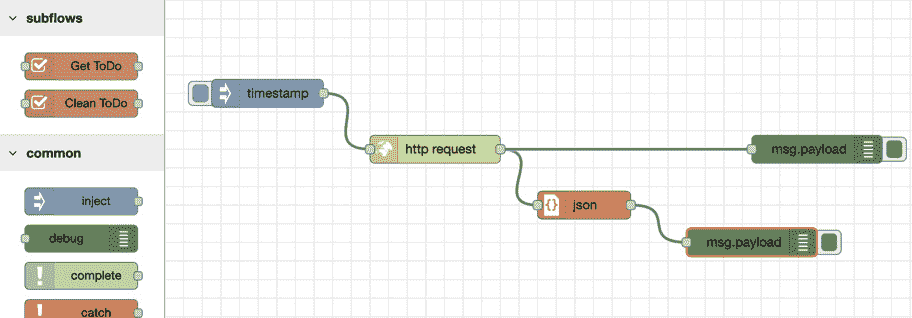 subflows
Get ToDo
Clean ToDo
common
inject
debug
complete
catch
timestamp
http request
msg.payload
json
msg.payload